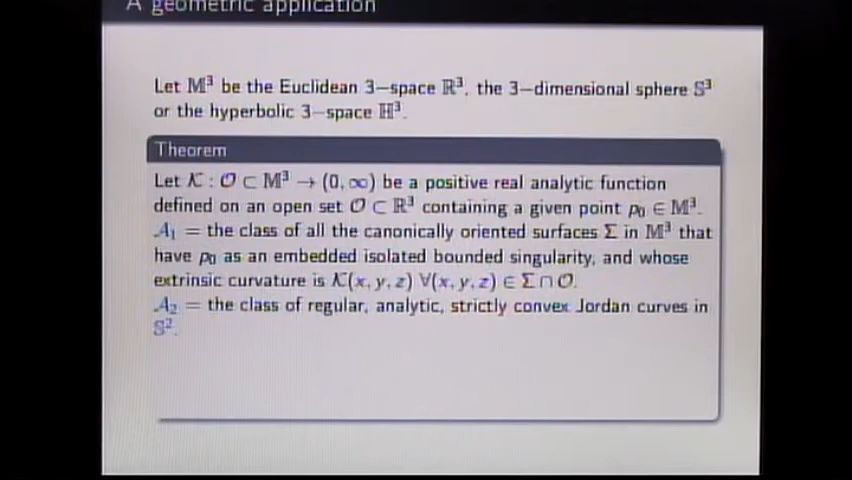 A geometric application
Let 𝕄³ be the Euclidean 3−space ℝ³, the 3−dimensional sphere 𝕊³
or the hyperbolic 3−space ℍ³.
Theorem
Let 𝒦 : 𝒪 ⊂ 𝕄³ → (0, ∞) be a positive real analytic function
defined on an open set 𝒪 ⊂ ℝ³ containing a given point p₀ ∈ 𝕄³.
𝒜₁ = the class of all the canonically oriented surfaces Σ in 𝕄³ that
have p₀ as an embedded isolated bounded singularity, and whose
extrinsic curvature is 𝒦(x, y, z) ∀(x, y, z) ∈ Σ ∩ 𝒪.
𝒜₂ = the class of regular, analytic, strictly convex Jordan curves in
𝕊².